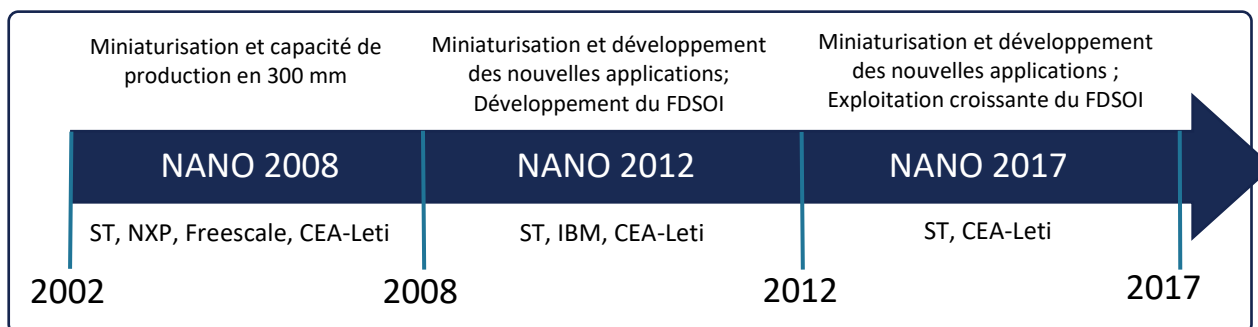 Miniaturisation et capacité de
production en 300 mm
Miniaturisation et développement
des nouvelles applications;
Développement du FDSOI
Miniaturisation et développement
des nouvelles applications ;
Exploitation croissante du FDSOI
NANO 2008
NANO 2012
NANO 2017
ST, NXP, Freescale, CEA-Leti
ST, IBM, CEA-Leti
ST, CEA-Leti
2002
2008
2012
2017